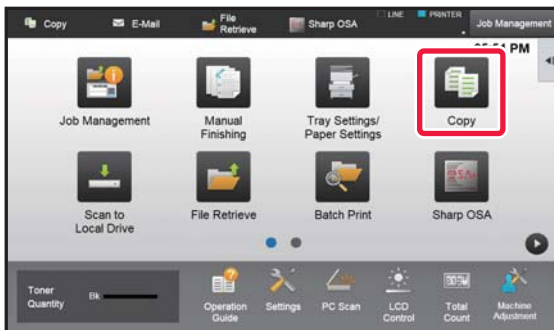 Copy
E-Mail
File
Retrieve
Sharp OSA
LINE
PRINTER
Job Management
PM
Job Management
Manual
Finishing
Tray Settings/
Paper Settings
Copy
Scan to
Local Drive
File Retrieve
Batch Print
Sharp OSA
Toner
Quantity
Bk
Operation
Guide
Settings
PC Scan
LCD
Control
Total
Count
Machine
Adjustment